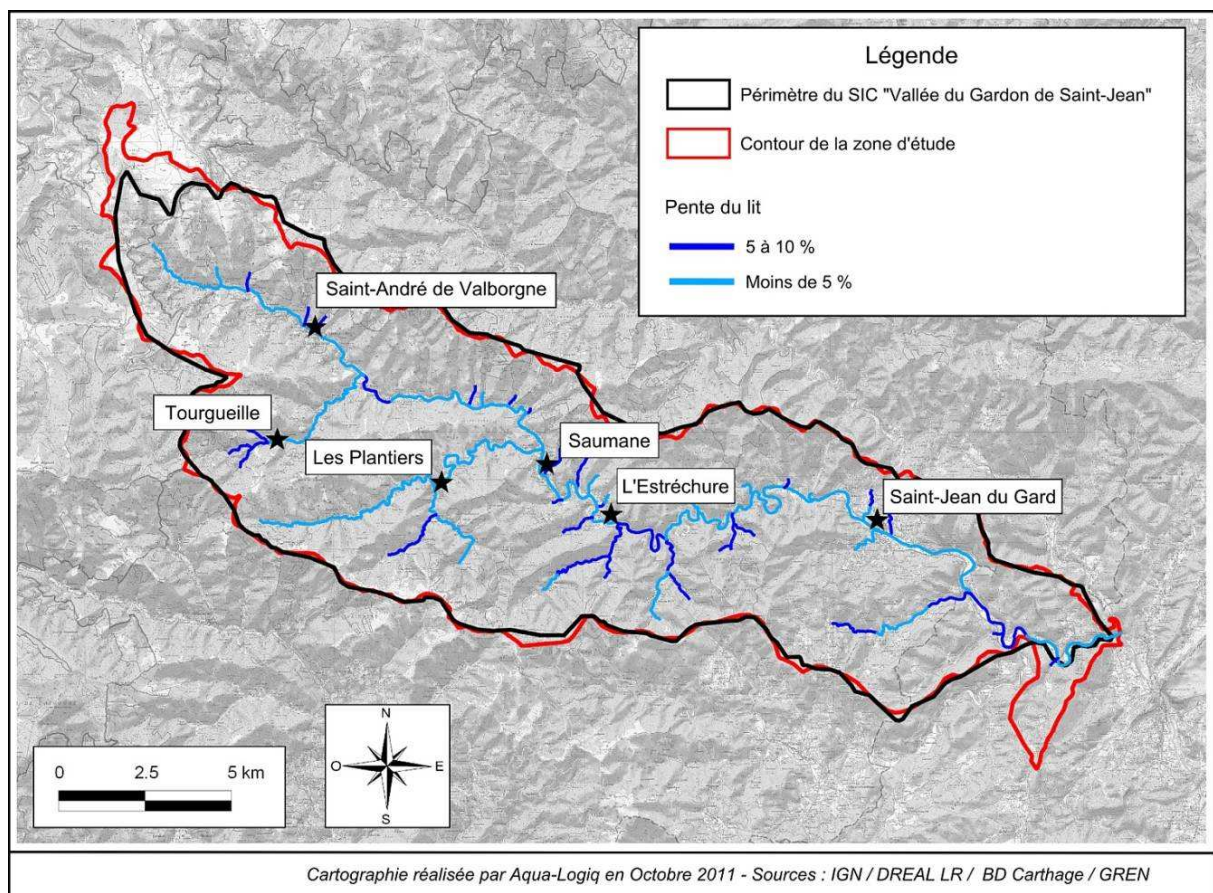 Légende
Périmètre du SIC "Vallée du Gardon de Saint-Jean"
Contour de la zone d'étude
Pente du lit
5 à 10 %
Moins de 5 %
Saint-André de Valborgne
Tourgueille
Les Plantiers
Saumane
L'Estréchure
Saint-Jean du Gard
0 2.5 5 km
N
O E
S
Cartographie réalisée par Aqua-Logiq en Octobre 2011 - Sources : IGN / DREAL LR / BD Carthage / GREN